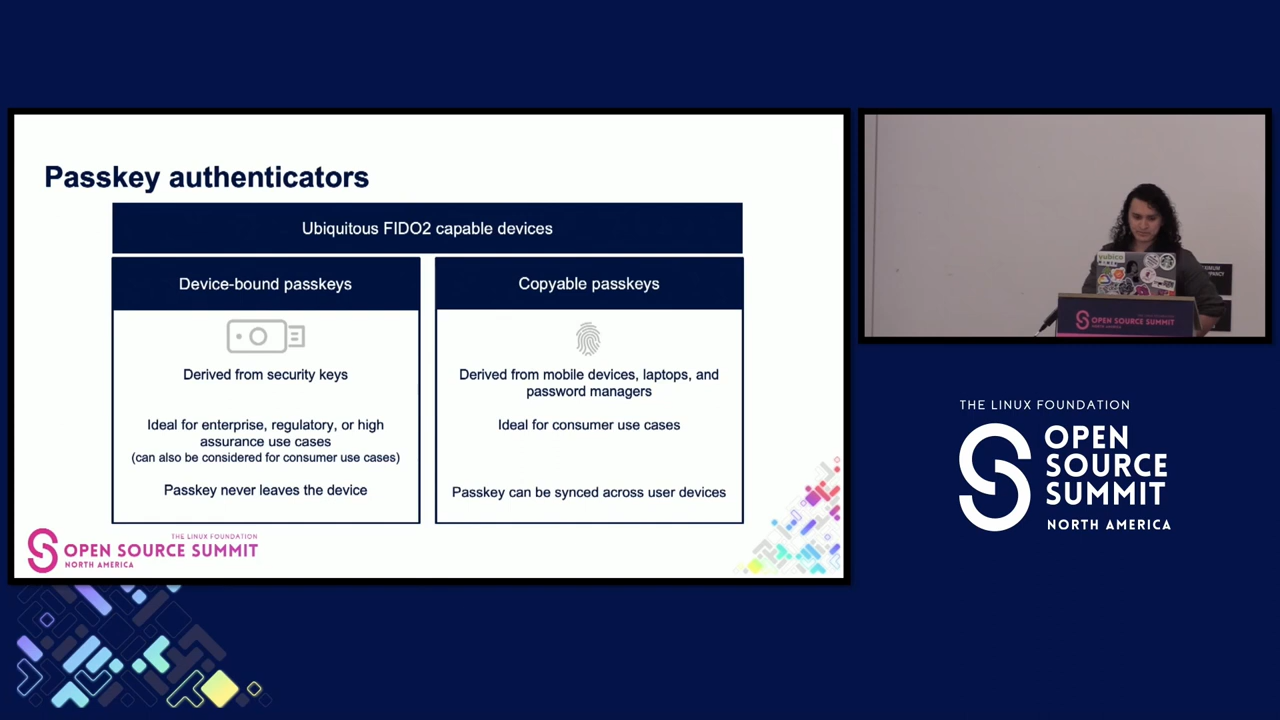 Passkey authenticators
Ubiquitous FIDO2 capable devices
Device-bound passkeys
Derived from security keys
Ideal for enterprise, regulatory, or high
assurance use cases
(can also be considered for consumer use cases)
Passkey never leaves the device
Copyable passkeys
Derived from mobile devices, laptops, and
password managers
Ideal for consumer use cases
Passkey can be synced across user devices
THE LINUX FOUNDATION
OPEN SOURCE SUMMIT
NORTH AMERICA
yubico
OPEN SOURCE SUMMIT
NORTH AMERICA
THE LINUX FOUNDATION
OPEN
SOURCE
SUMMIT
NORTH AMERICA